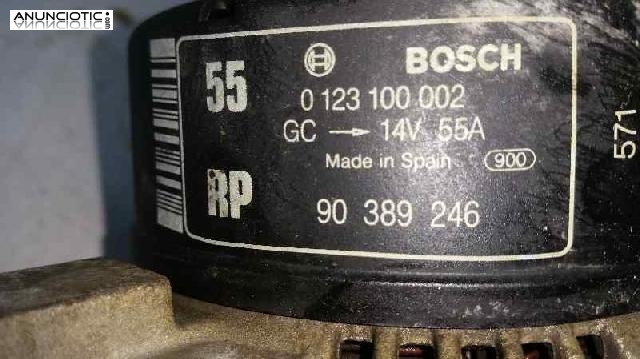 ANUNCIOTIC.com
55
BOSCH
0 123 100 002
GC → 14V 55A
Made in Spain 900
RP
90 389 246
571